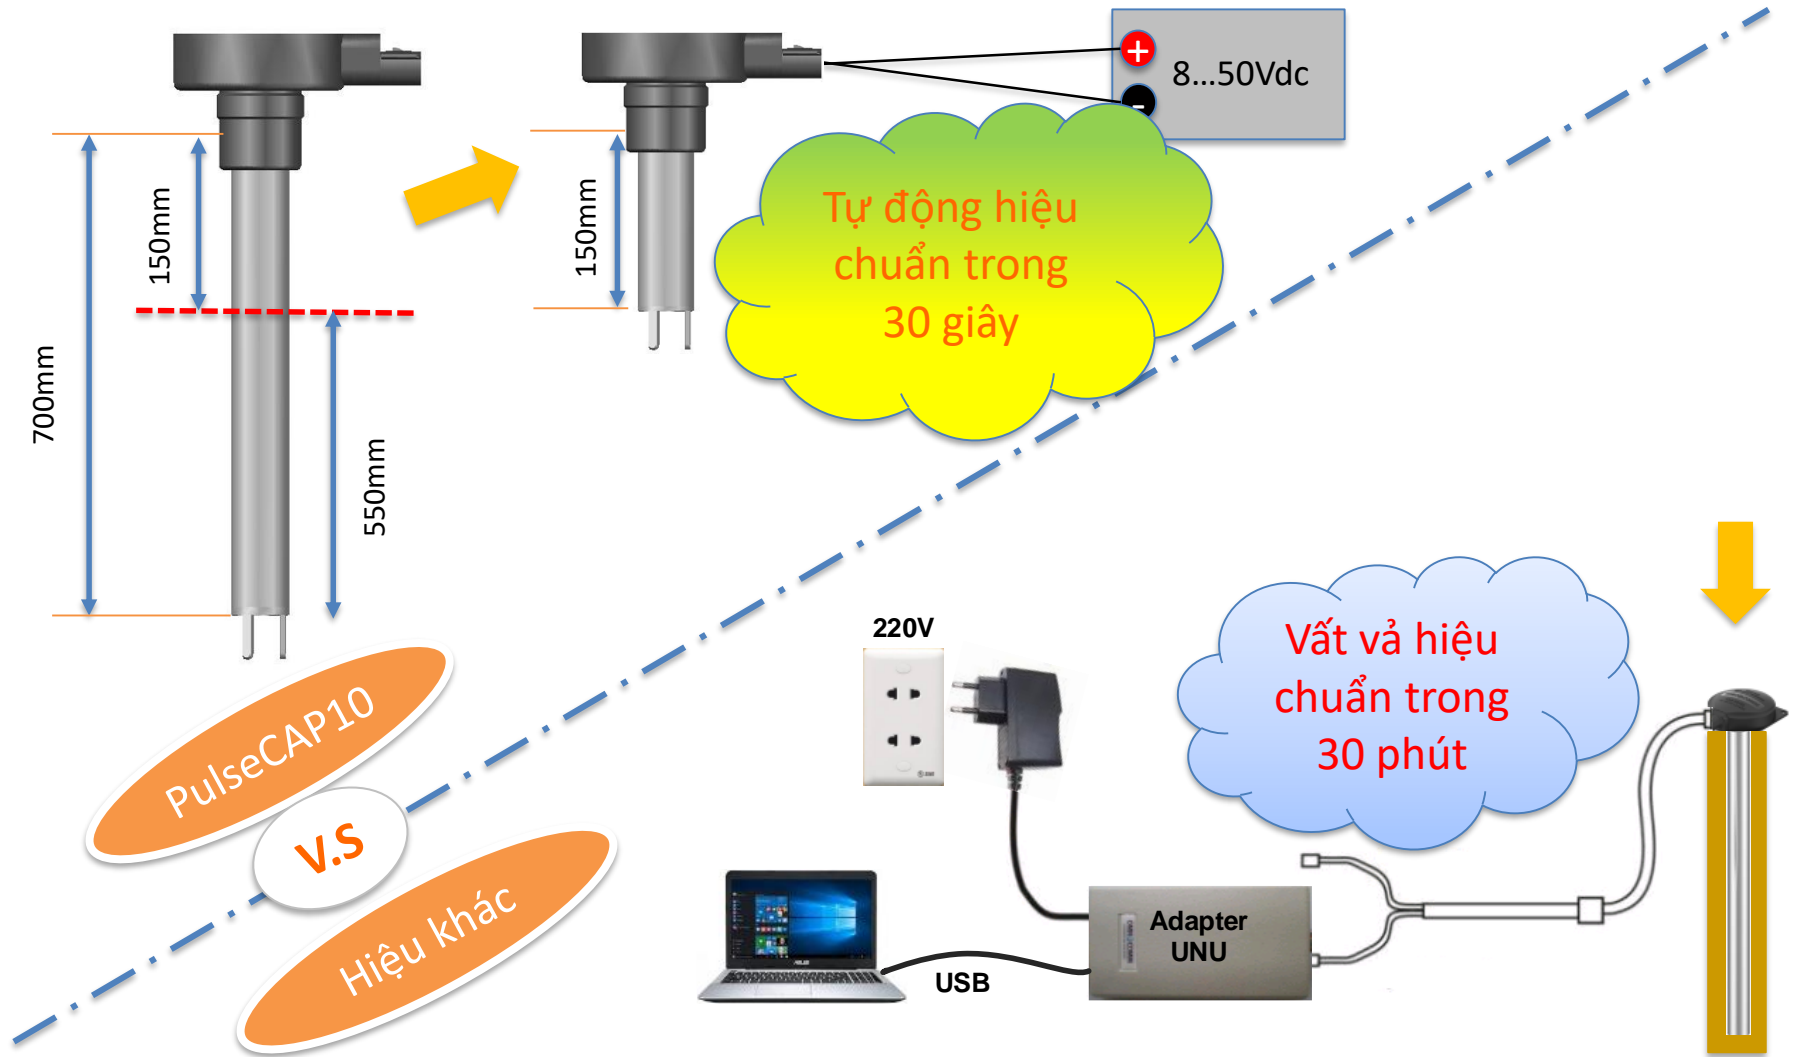 8...50Vdc
+
-
150mm
700mm
550mm
150mm
Tự động hiệu
chuẩn trong
30 giây
PulseCAP10
V.S
Hiệu khác
220V
Vất vả hiệu
chuẩn trong
30 phút
Adapter
UNU
USB